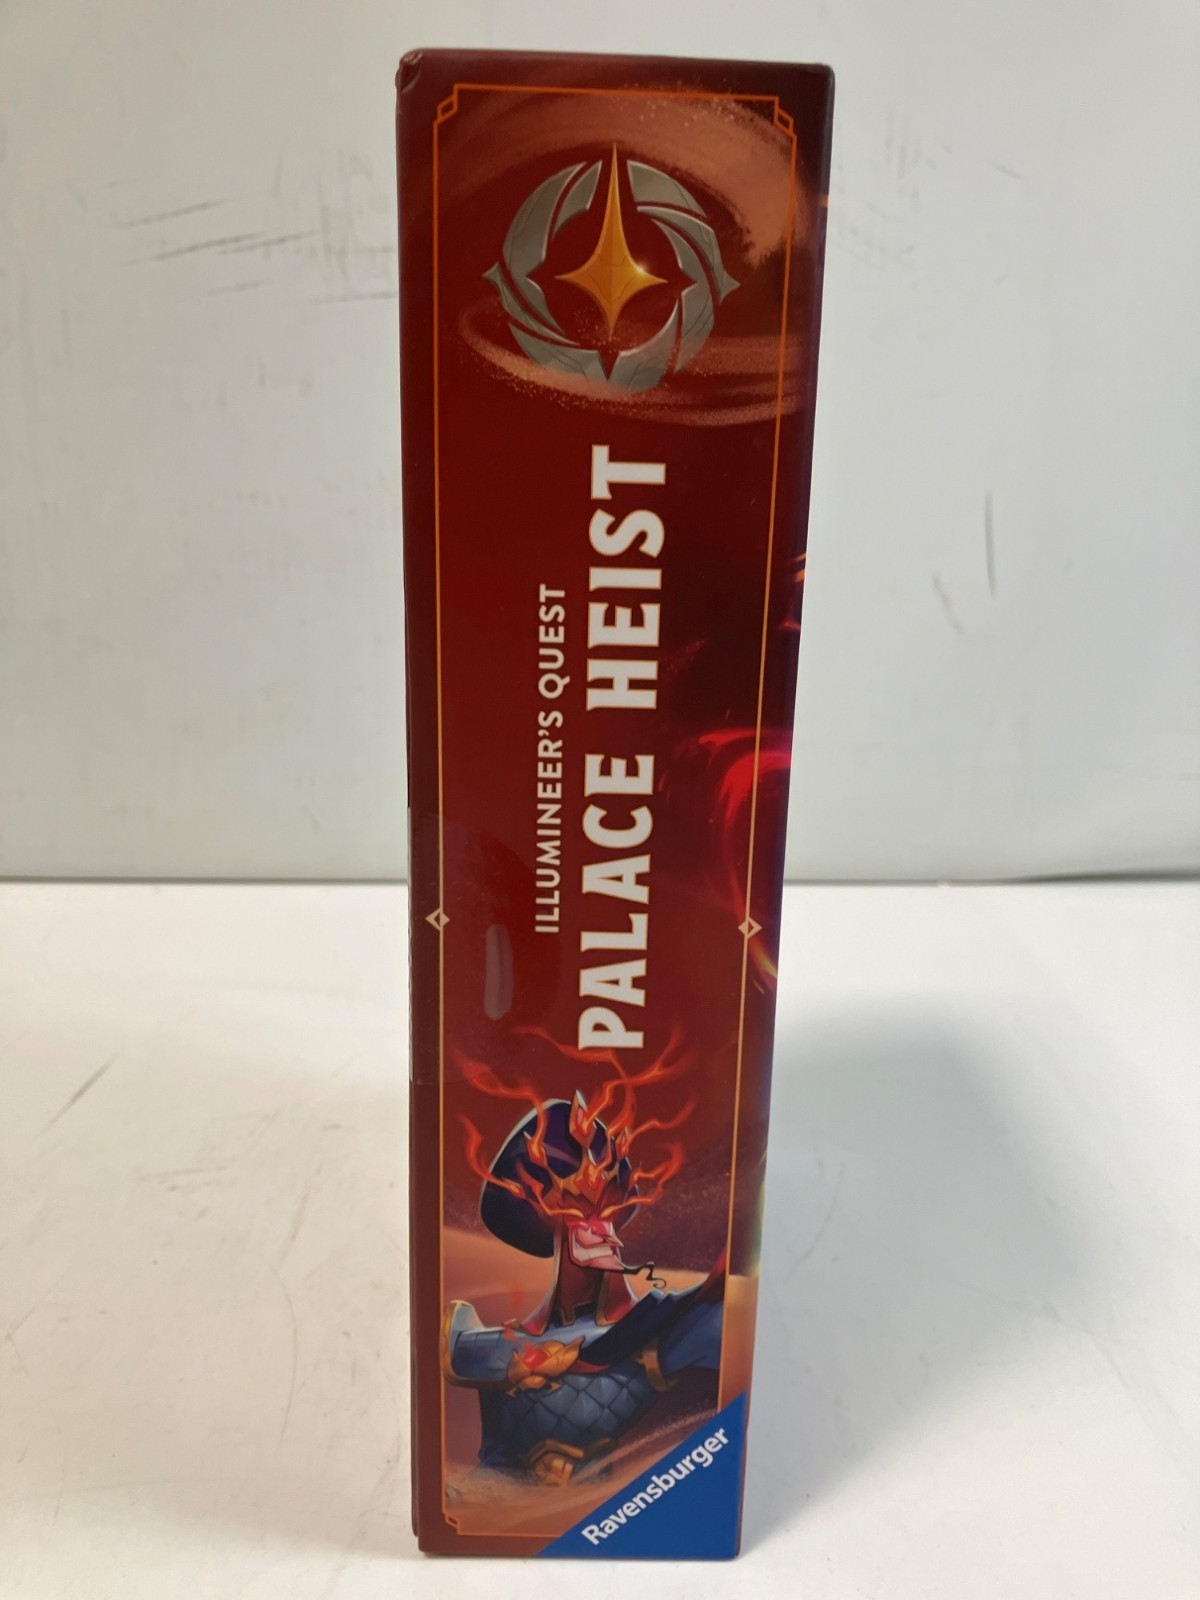 ILLUMINEER'S QUEST
PALACE HEIST
Ravensburger